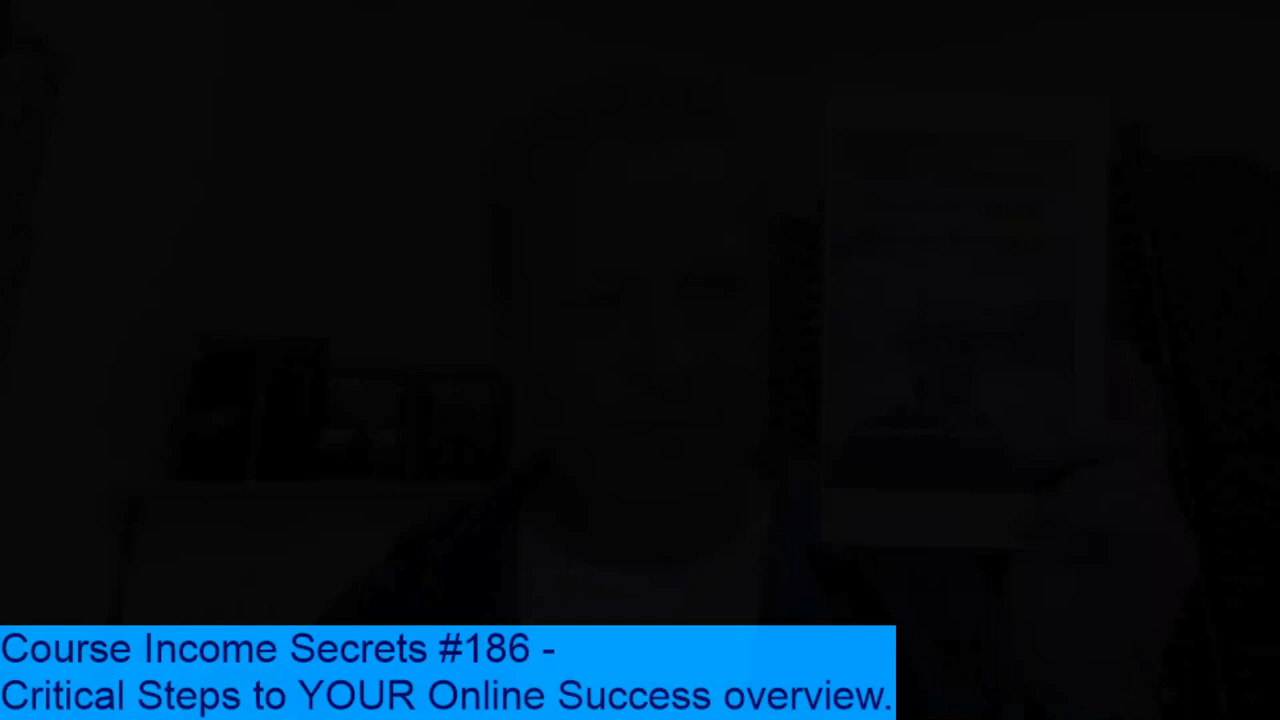 Course Income Secrets #186 -
Critical Steps to YOUR Online Success overview.